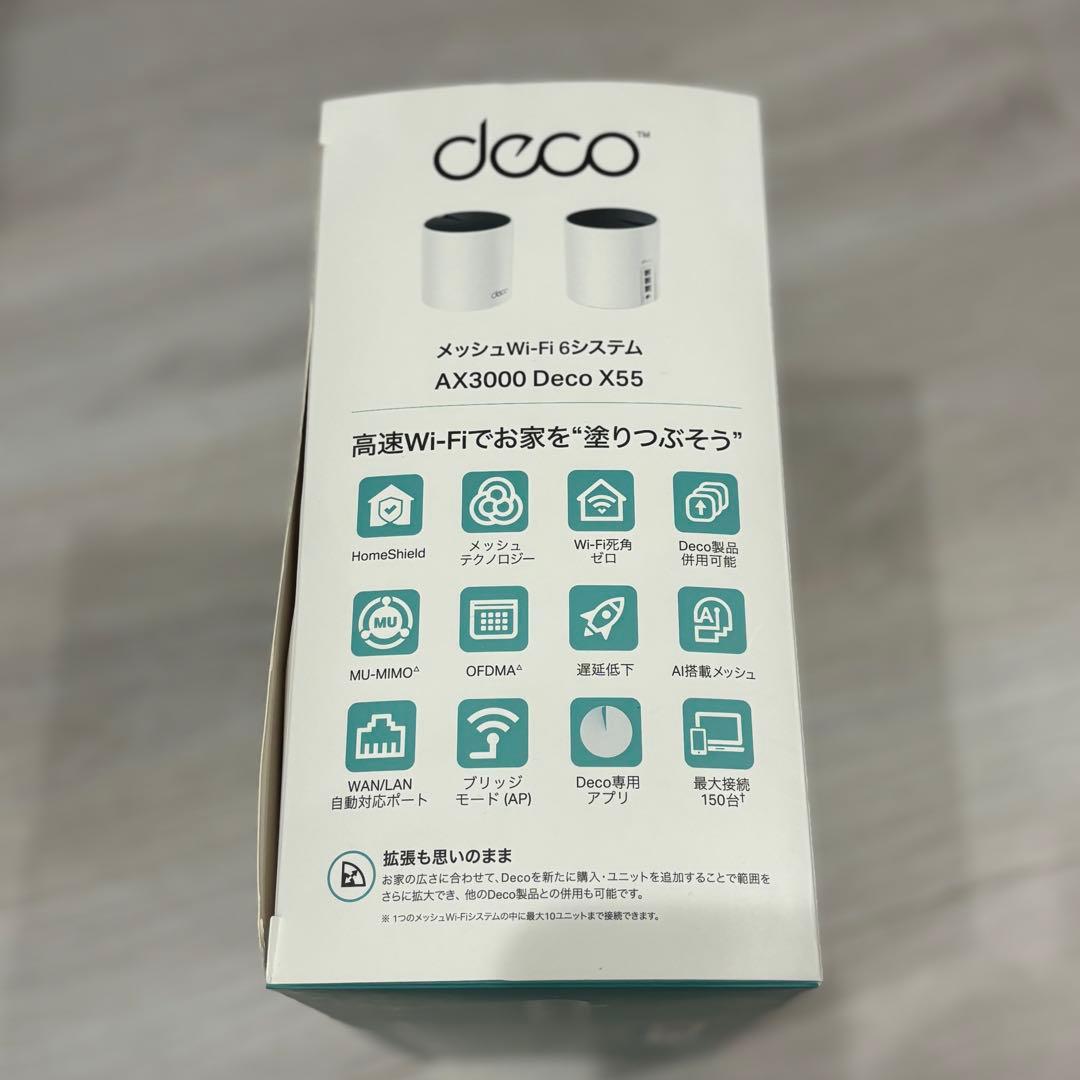 deco™
deco
メッシュWi-Fi 6システム
AX3000 Deco X55
高速Wi-Fiでお家を“塗りつぶそう”
HomeShield
メッシュ
テクノロジー
Wi-Fi死角
ゼロ
Deco製品
併用可能
MU
MU-MIMO△
OFDMA△
遅延低下
AI
AI搭載メッシュ
WAN/LAN
自動対応ポート
ブリッジ
モード (AP)
Deco専用
アプリ
最大接続
150台†
拡張も思いのまま
お家の広さに合わせて、Decoを新たに購入・ユニットを追加することで範囲を
さらに拡大でき、他のDeco製品との併用も可能です。
※ 1つのメッシュWi-Fiシステムの中に最大10ユニットまで接続できます。